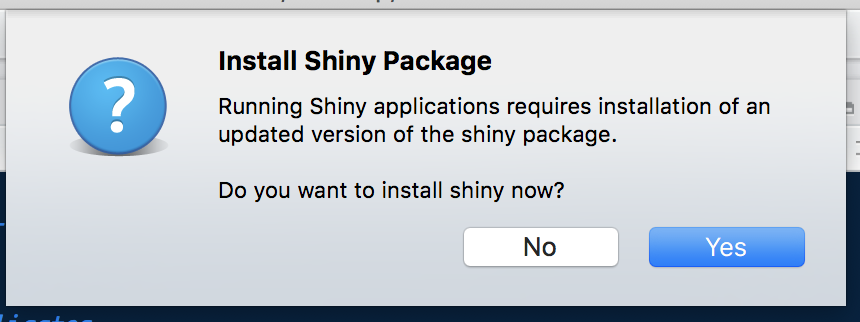 Install Shiny Package
Running Shiny applications requires installation of an
updated version of the shiny package.
Do you want to install shiny now?
No
Yes